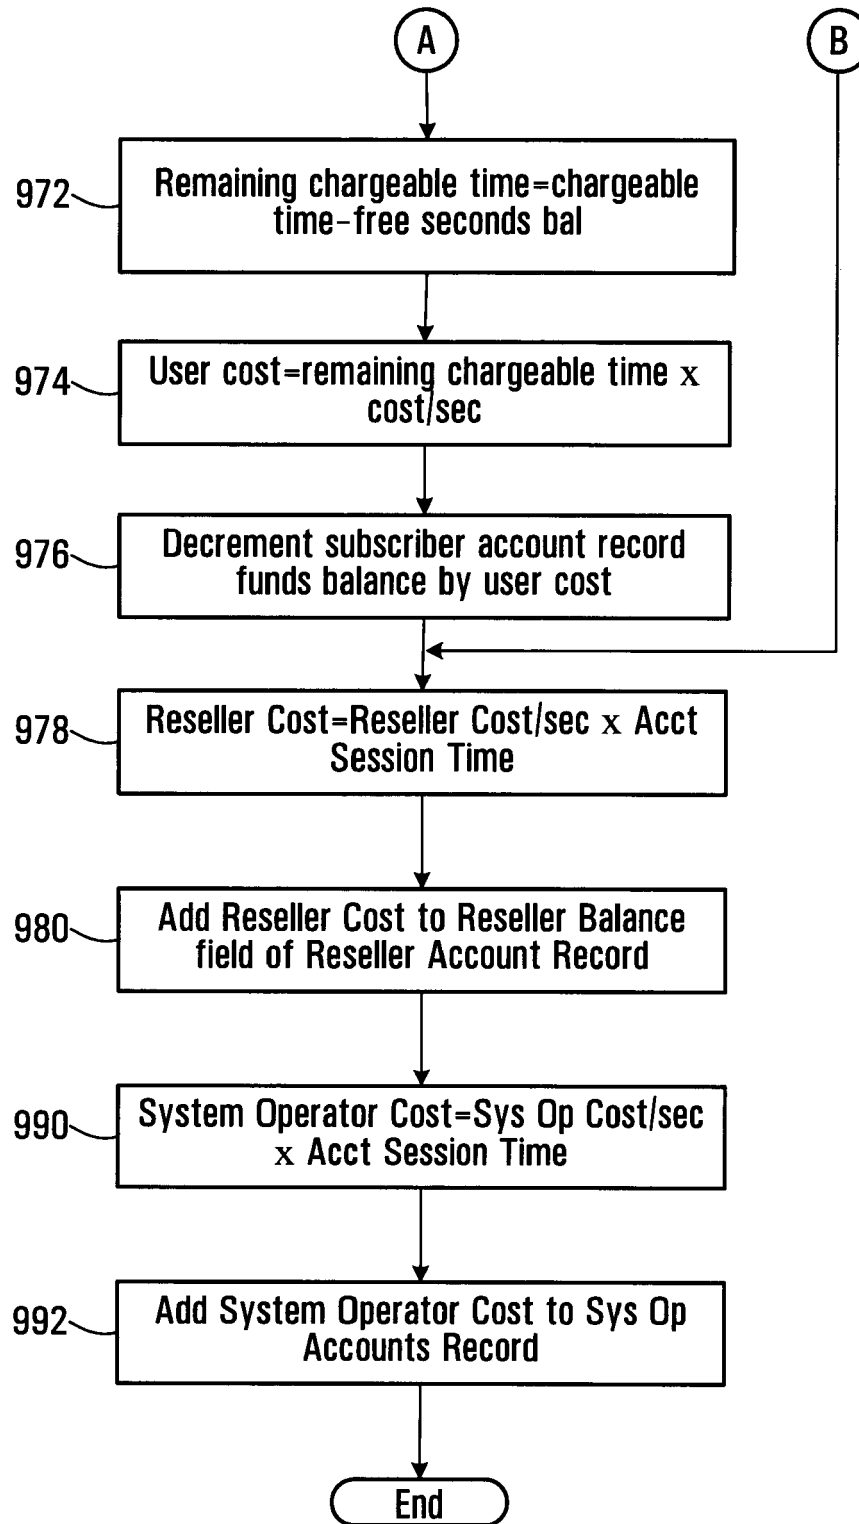 A
B
972
Remaining chargeable time=chargeable
time-free seconds bal
974
User cost=remaining chargeable time x
cost/sec
976
Decrement subscriber account record
funds balance by user cost
978
Reseller Cost=Reseller Cost/sec x Acct
Session Time
980
Add Reseller Cost to Reseller Balance
field of Reseller Account Record
990
System Operator Cost=Sys Op Cost/sec
x Acct Session Time
992
Add System Operator Cost to Sys Op
Accounts Record
End